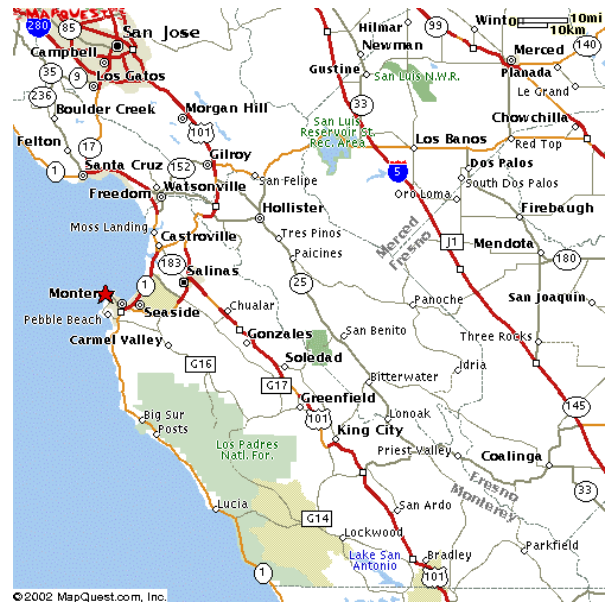 MAPQUEST
280
85
San Jose
Campbell
35
9
Los Gatos
236
Boulder Creek
Morgan Hill
101
Felton
17
1
Santa Cruz
152
Gilroy
San Felipe
Freedom
Watsonville
Hollister
Moss Landing
Castroville
Tres Pinos
Paicines
183
Salinas
25
Monter
1
Seaside
Pebble Beach
Chualar
Carmel Valley
Gonzales
San Benito
G16
Soledad
G17
Bitterwater
Greenfield
101
Lonoak
Big Sur
Posts
King City
Los Padres
Natl. For.
Priest Valley
Lucia
G14
San Ardo
Lockwood
Lake San
Antonio
Bradley
101
1
Parkfield
Hilmar
99
Winton
10mi
10km
Newman
Merced
140
Gustine
Planada
San Luis N.W.R.
Le Grand
33
Chowchilla
San Luis
Reservoir St.
Rec. Area
Los Banos
Red Top
5
Dos Palos
Oro Loma
South Dos Palos
Firebaugh
Merced
Fresno
J1
Mendota
180
Panoche
San Joaquin
Three Rocks
Idria
145
Coalinga
Fresno
Monterey
33
© 2002 MapQuest.com, Inc.